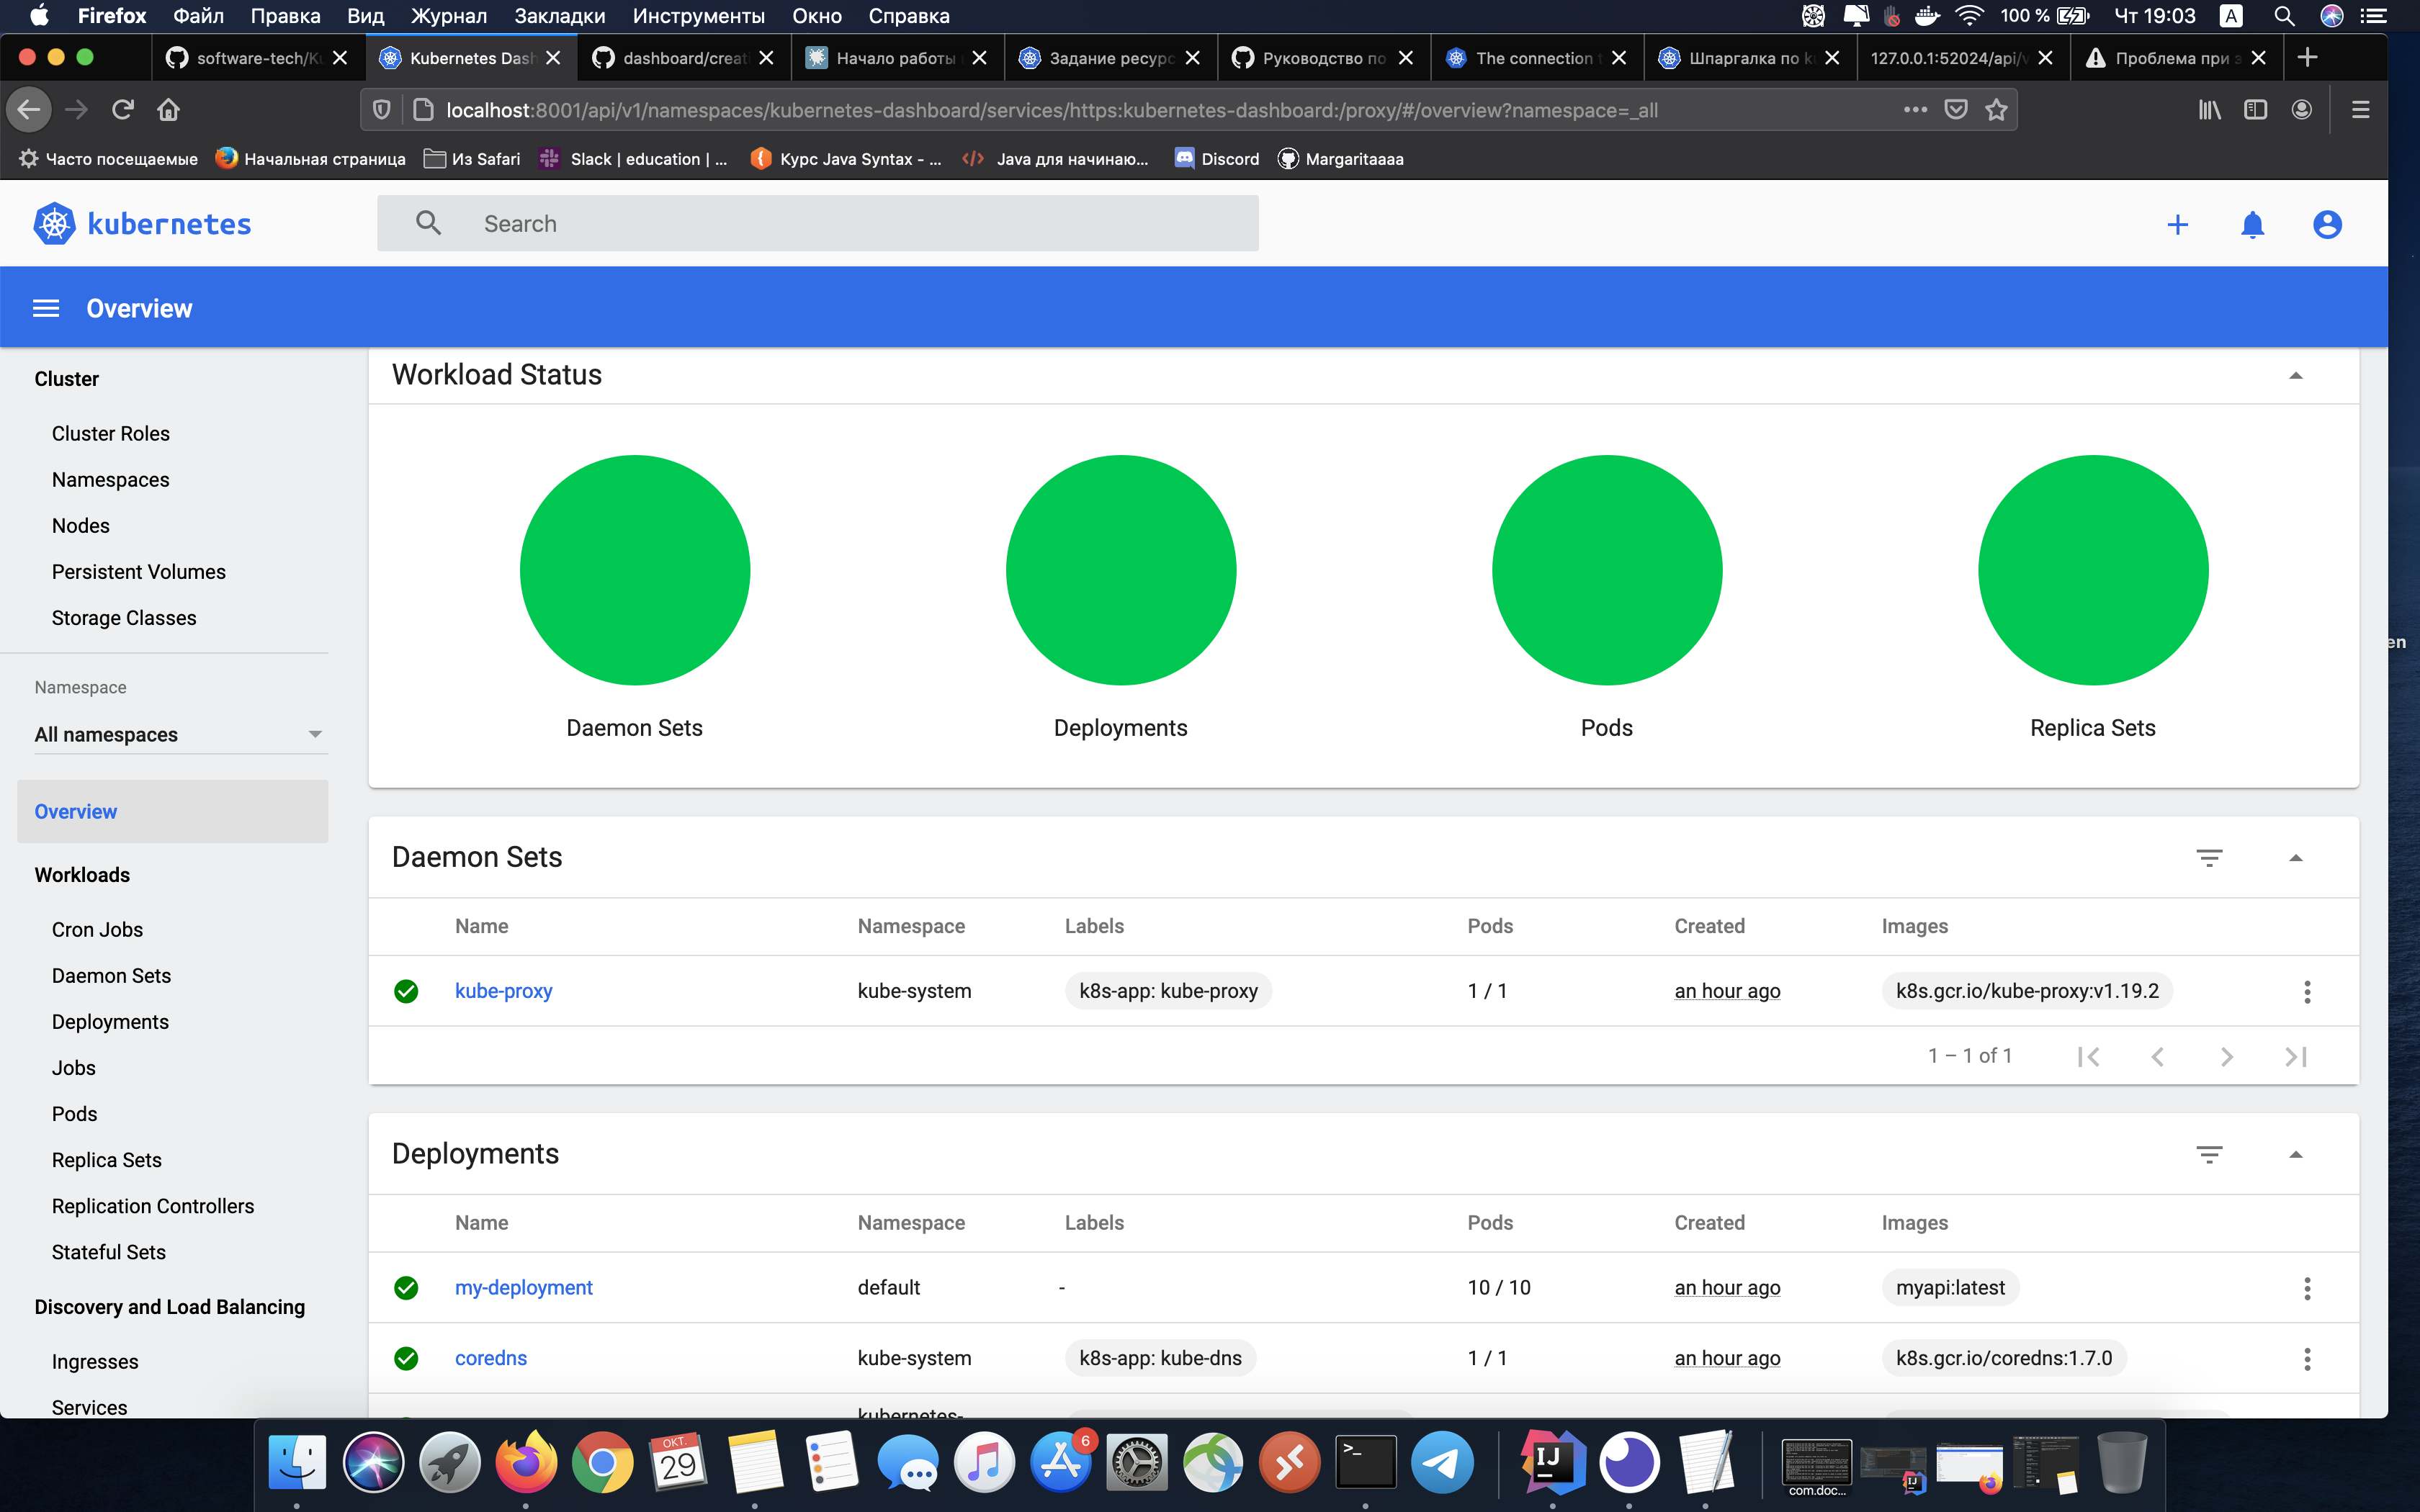 Firefox Файл Правка Вид Журнал Закладки Инструменты Окно Справка 100 % Чт 19:03 A
software-tech/K Kubernetes Dash dashboard/creat Начало работы Задание ресурс Руководство по The connection Шпаргалка по k 127.0.0.1:52024/api/v Проблема при
localhost:8001/api/v1/namespaces/kubernetes-dashboard/services/https:kubernetes-dashboard:/proxy/#/overview?namespace=_all
Часто посещаемые Начальная страница Из Safari Slack | education | ... Курс Java Syntax - ... Java для начинаю... Discord Margaritaaaa
kubernetes Search
Overview
Cluster
Cluster Roles
Namespaces
Nodes
Persistent Volumes
Storage Classes
Namespace
All namespaces
Overview
Workloads
Cron Jobs
Daemon Sets
Deployments
Jobs
Pods
Replica Sets
Replication Controllers
Stateful Sets
Discovery and Load Balancing
Ingresses
Services
Workload Status
Daemon Sets Deployments Pods Replica Sets
Daemon Sets
Name Namespace Labels Pods Created Images
kube-proxy kube-system k8s-app: kube-proxy 1 / 1 an hour ago k8s.gcr.io/kube-proxy:v1.19.2
1 – 1 of 1
Deployments
Name Namespace Labels Pods Created Images
my-deployment default - 10 / 10 an hour ago myapi:latest
coredns kube-system k8s-app: kube-dns 1 / 1 an hour ago k8s.gcr.io/coredns:1.7.0
kubernetes-
en
ОКТ.
29
6
IJ
com.doc...